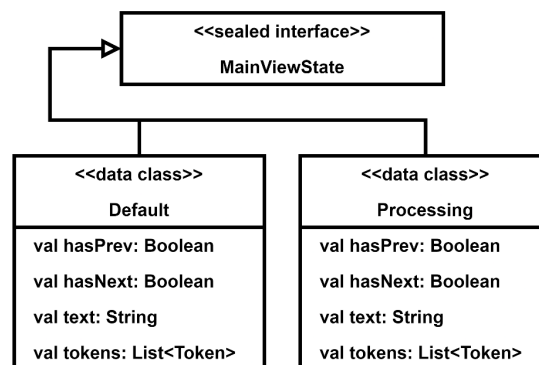 <<sealed interface>>
MainViewState
<<data class>>
Default
val hasPrev: Boolean
val hasNext: Boolean
val text: String
val tokens: List<Token>
<<data class>>
Processing
val hasPrev: Boolean
val hasNext: Boolean
val text: String
val tokens: List<Token>